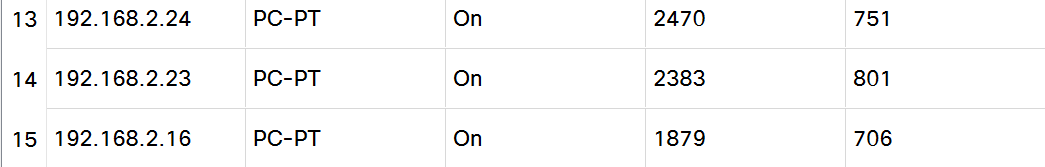 13 192.168.2.24 PC-PT On 2470 751
14 192.168.2.23 PC-PT On 2383 801
15 192.168.2.16 PC-PT On 1879 706